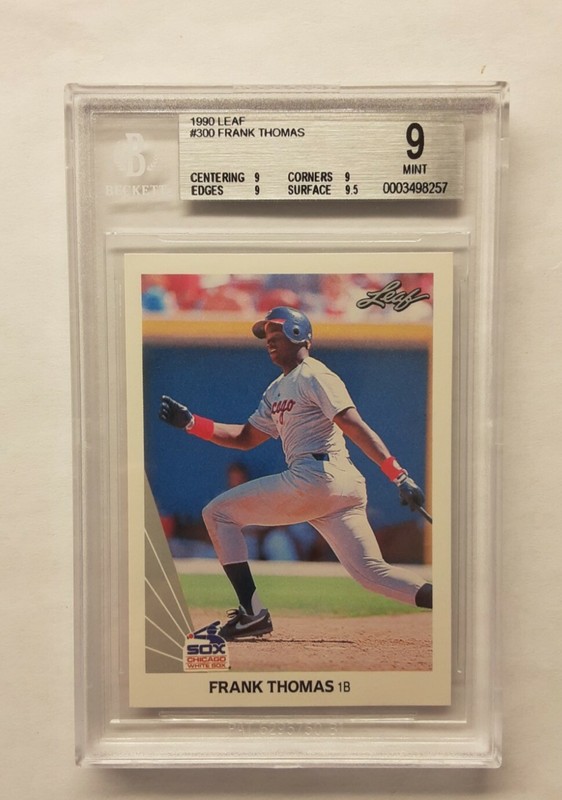 1990 LEAF
#300 FRANK THOMAS
9
MINT
CENTERING 9 CORNERS 9
EDGES 9 SURFACE 9.5
0003498257
B
BECKETT
Leaf
cago
SOX
CHICAGO
WHITE SOX
FRANK THOMAS 1B